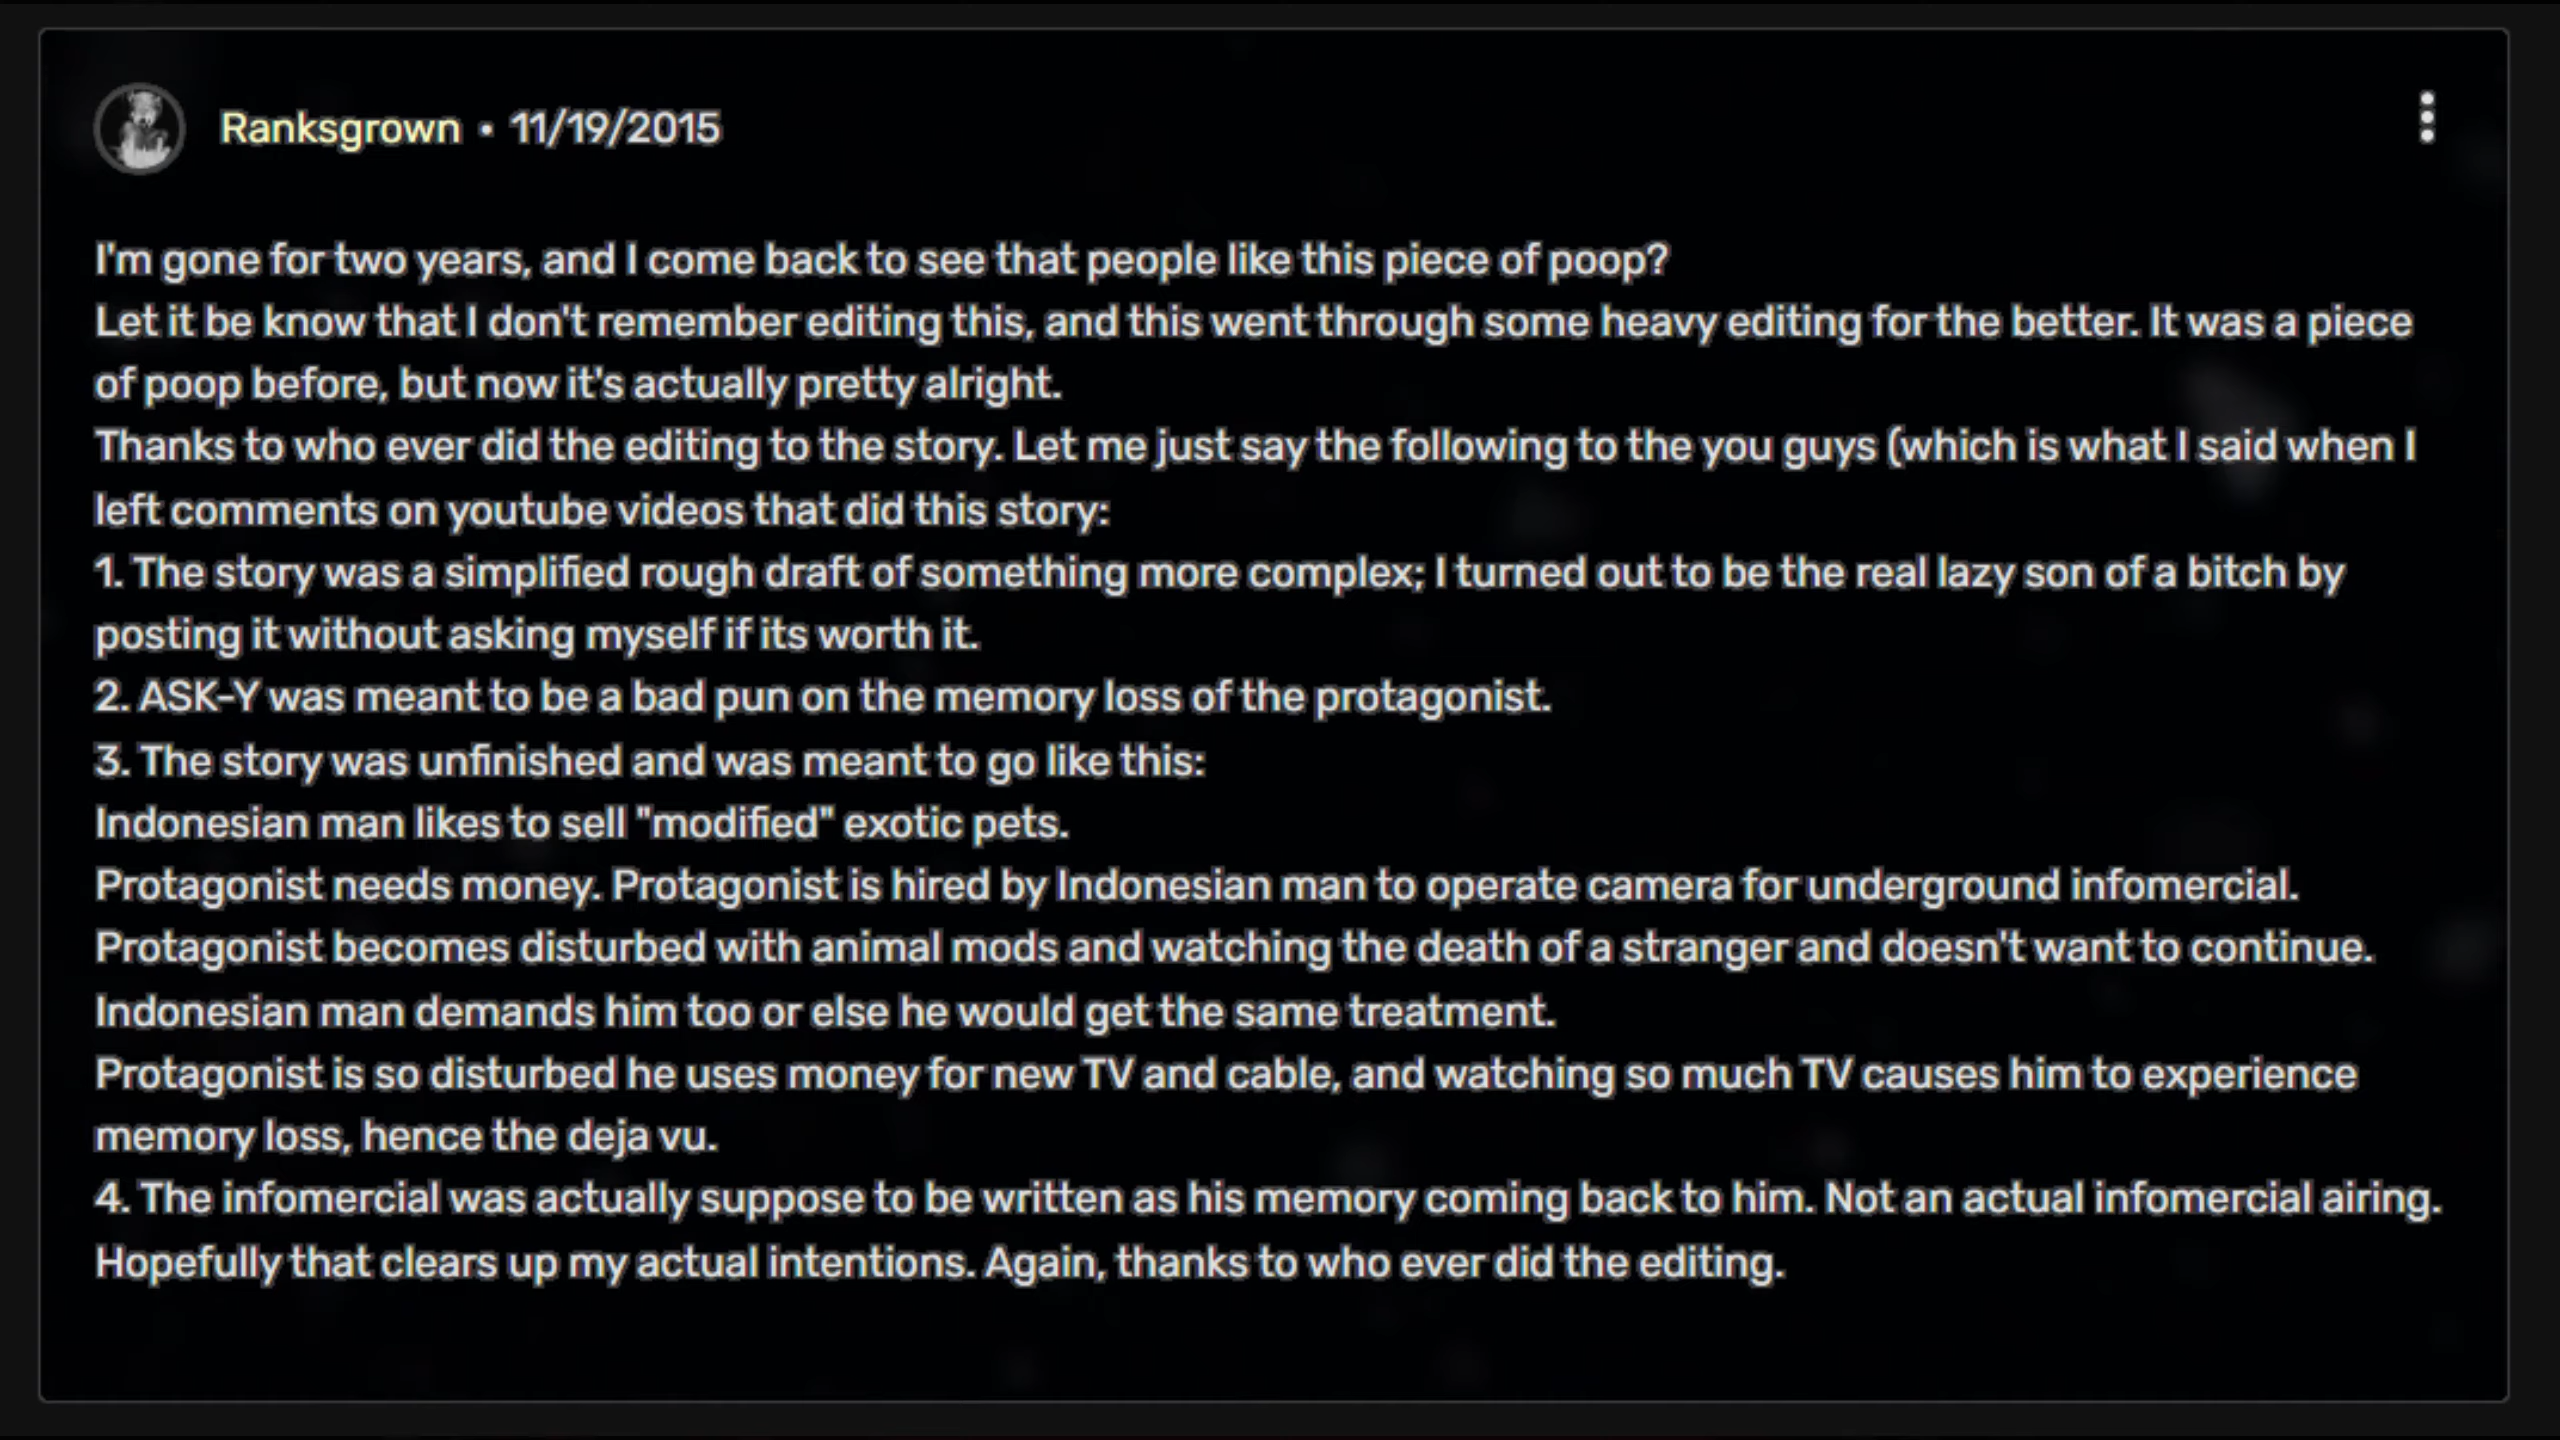 Ranksgrown • 11/19/2015
I'm gone for two years, and I come back to see that people like this piece of poop?
Let it be know that I don't remember editing this, and this went through some heavy editing for the better. It was a piece
of poop before, but now it's actually pretty alright.
Thanks to who ever did the editing to the story. Let me just say the following to the you guys (which is what I said when I
left comments on youtube videos that did this story:
1. The story was a simplified rough draft of something more complex; I turned out to be the real lazy son of a bitch by
posting it without asking myself if its worth it.
2. ASK-Y was meant to be a bad pun on the memory loss of the protagonist.
3. The story was unfinished and was meant to go like this:
Indonesian man likes to sell "modified" exotic pets.
Protagonist needs money. Protagonist is hired by Indonesian man to operate camera for underground infomercial.
Protagonist becomes disturbed with animal mods and watching the death of a stranger and doesn't want to continue.
Indonesian man demands him too or else he would get the same treatment.
Protagonist is so disturbed he uses money for new TV and cable, and watching so much TV causes him to experience
memory loss, hence the deja vu.
4. The infomercial was actually suppose to be written as his memory coming back to him. Not an actual infomercial airing.
Hopefully that clears up my actual intentions. Again, thanks to who ever did the editing.